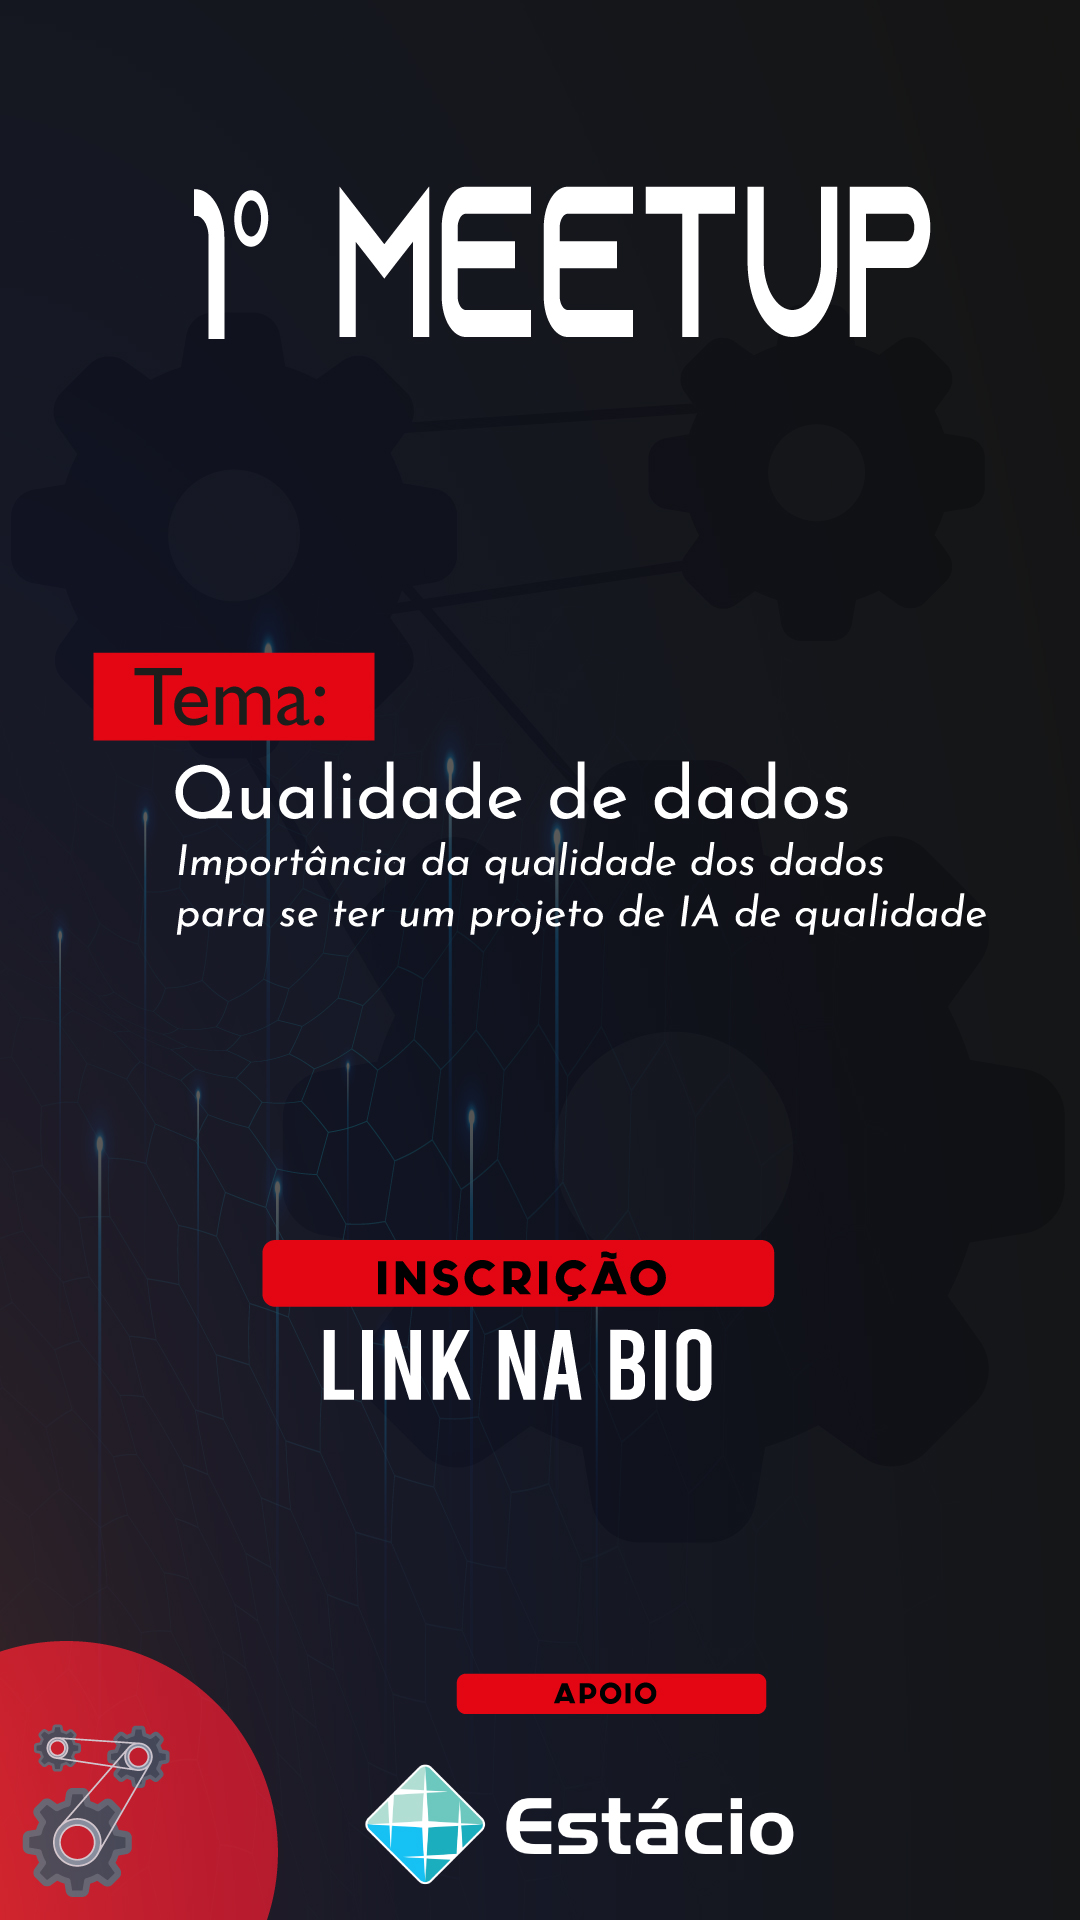 1º MEETUP
Tema:
Qualidade de dados
Importância da qualidade dos dados
para se ter um projeto de IA de qualidade
INSCRIÇÃO
LINK NA BIO
APOIO
Estácio